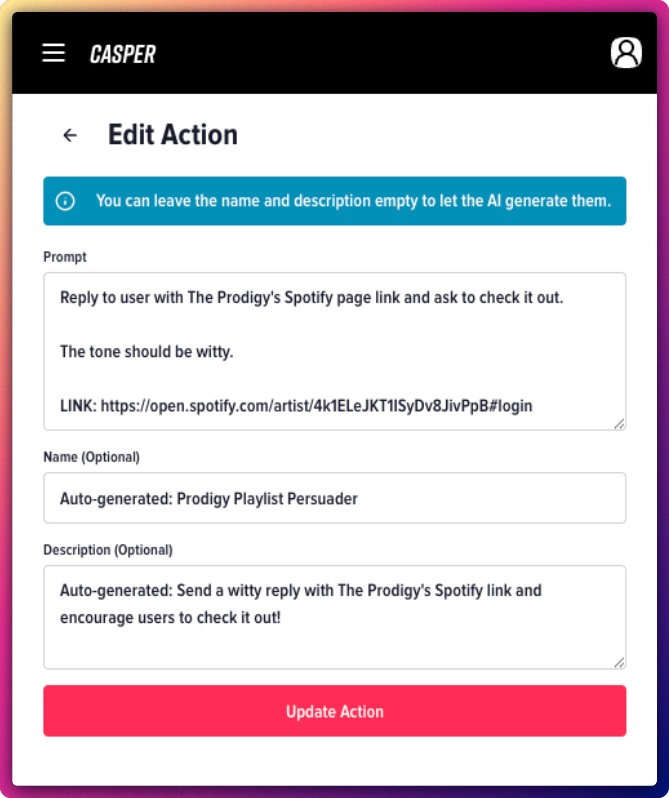 CASPER
Edit Action
You can leave the name and description empty to let the AI generate them.
Prompt
Reply to user with The Prodigy's Spotify page link and ask to check it out.
The tone should be witty.
LINK: https://open.spotify.com/artist/4k1ELeJKT1ISyDv8JivPpB#login
Name (Optional)
Auto-generated: Prodigy Playlist Persuader
Description (Optional)
Auto-generated: Send a witty reply with The Prodigy's Spotify link and
encourage users to check it out!
Update Action